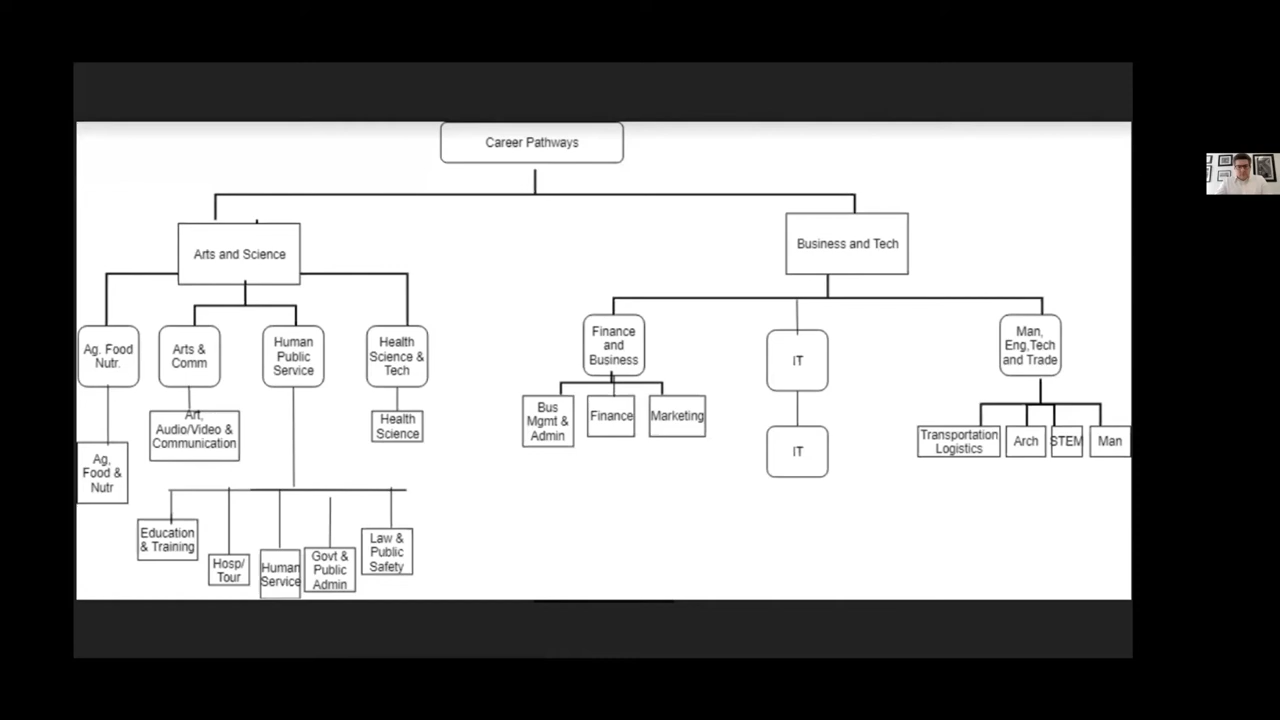 Career Pathways
Arts and Science
Business and Tech
Ag. Food
Nutr.
Arts &
Comm
Human
Public
Service
Health
Science &
Tech
Finance
and
Business
IT
Man,
Eng,Tech
and Trade
Ag,
Food &
Nutr
Art,
Audio/Video &
Communication
Health
Science
Bus
Mgmt &
Admin
Finance
Marketing
IT
Transportation
Logistics
Arch
STEM
Man
Education
& Training
Hosp/
Tour
Human
Service
Govt &
Public
Admin
Law &
Public
Safety